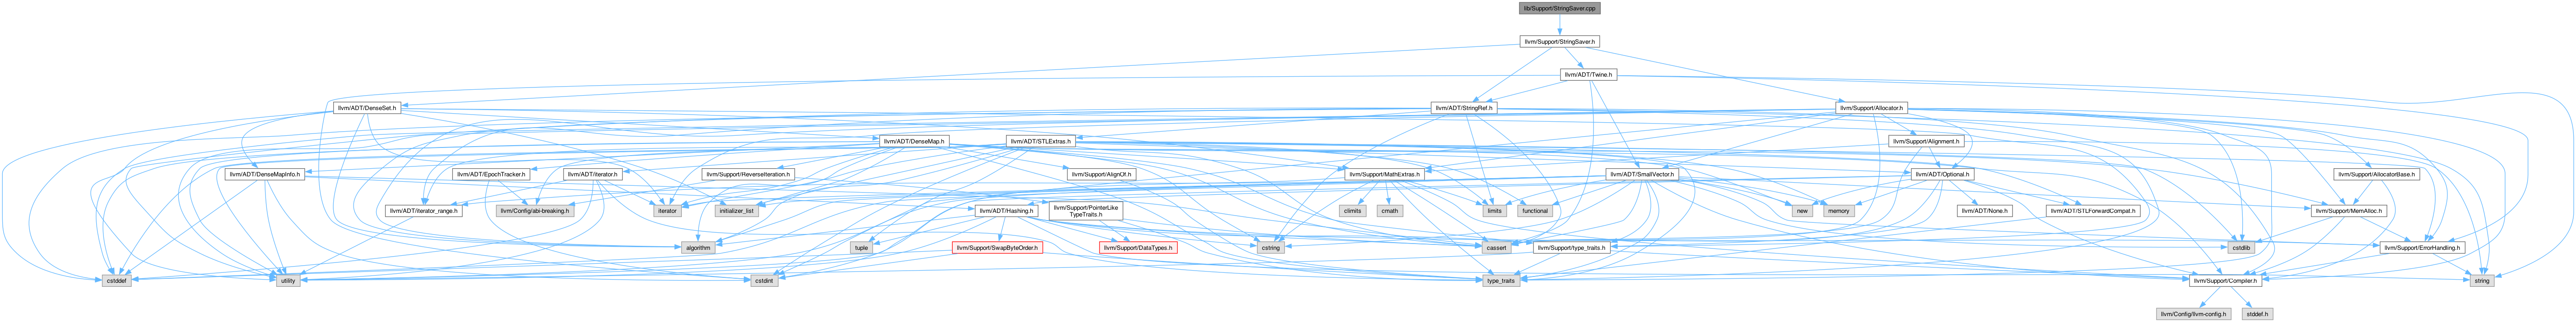 lib/Support/StringSaver.cpp
llvm/Support/StringSaver.h
llvm/ADT/Twine.h
llvm/ADT/DenseSet.h
llvm/ADT/StringRef.h
llvm/Support/Allocator.h
llvm/ADT/DenseMap.h
llvm/ADT/STLExtras.h
llvm/Support/Alignment.h
llvm/ADT/DenseMapInfo.h
llvm/ADT/EpochTracker.h
llvm/ADT/iterator.h
llvm/Support/ReverseIteration.h
llvm/Support/AlignOf.h
llvm/Support/MathExtras.h
llvm/ADT/SmallVector.h
llvm/ADT/Optional.h
llvm/Support/AllocatorBase.h
llvm/ADT/iterator_range.h
llvm/Config/abi-breaking.h
iterator
initializer_list
llvm/ADT/Hashing.h
llvm/Support/PointerLike
TypeTraits.h
climits
cmath
limits
functional
new
memory
llvm/ADT/None.h
llvm/ADT/STLForwardCompat.h
llvm/Support/MemAlloc.h
algorithm
tuple
llvm/Support/SwapByteOrder.h
llvm/Support/DataTypes.h
cstring
cassert
llvm/Support/type_traits.h
cstdlib
llvm/Support/ErrorHandling.h
cstddef
utility
cstdint
type_traits
llvm/Support/Compiler.h
string
llvm/Config/llvm-config.h
stddef.h